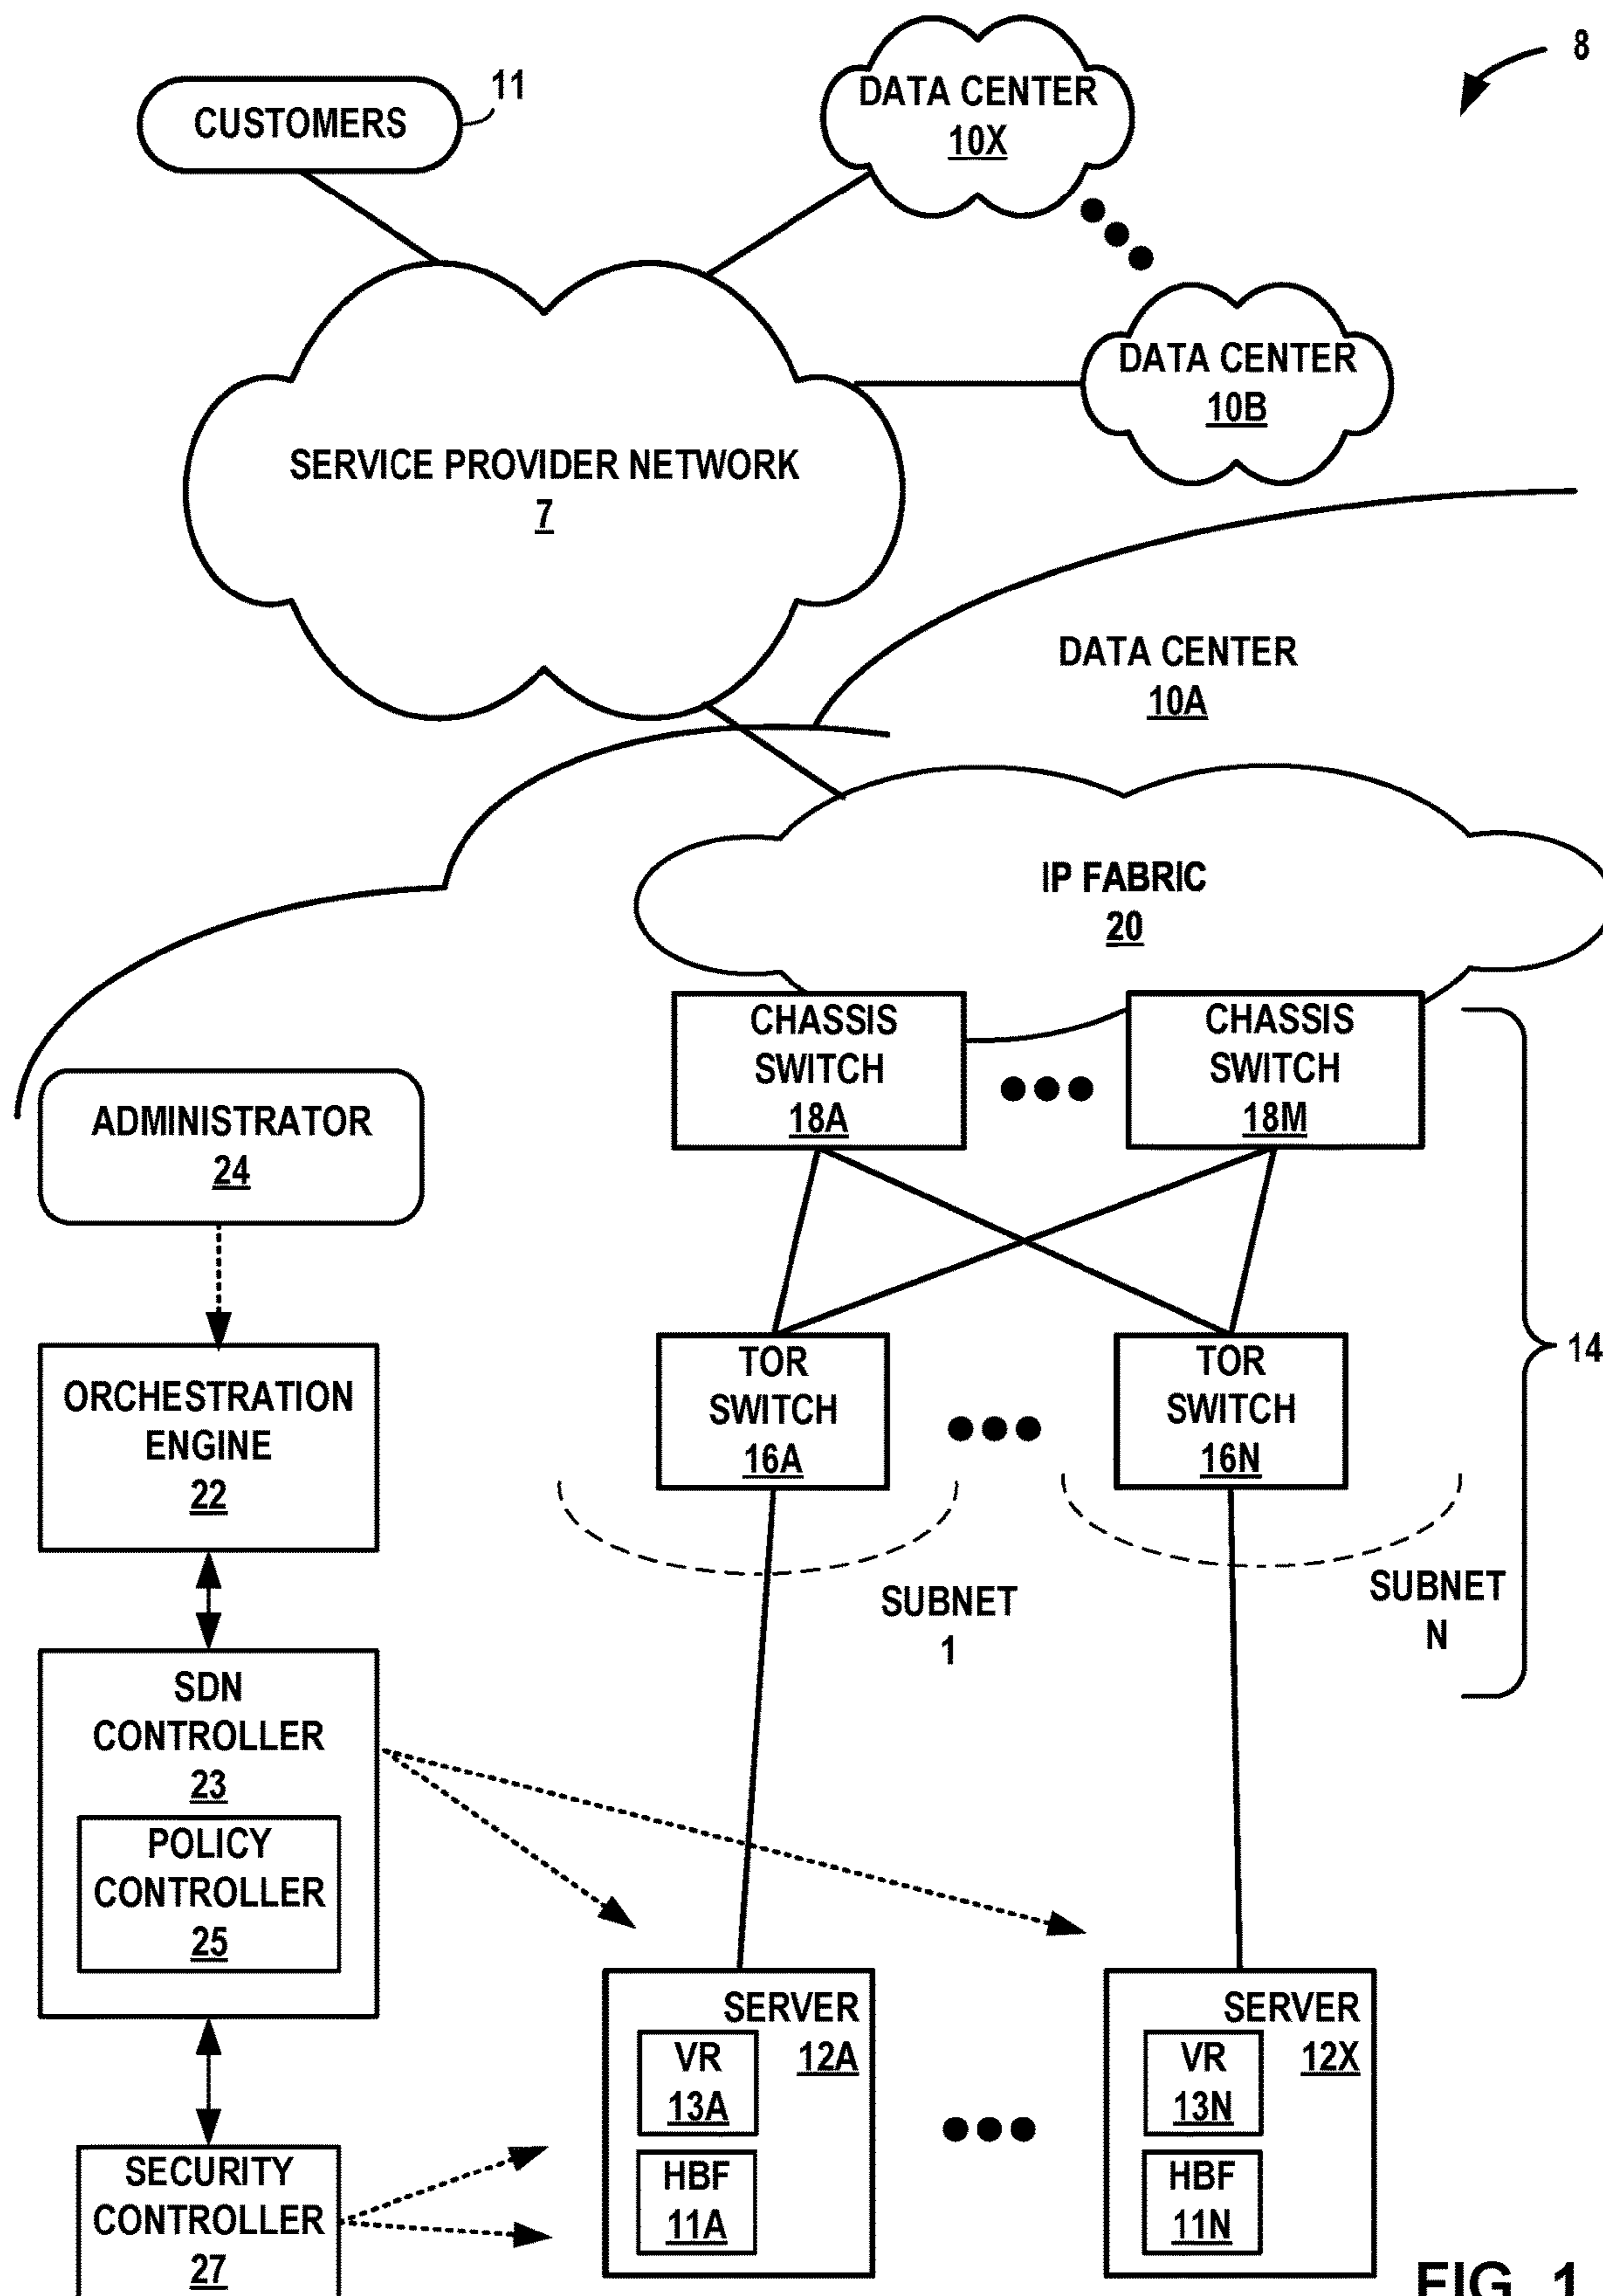 8
CUSTOMERS
11
DATA CENTER
10X
DATA CENTER
10B
SERVICE PROVIDER NETWORK
7
DATA CENTER
10A
IP FABRIC
20
CHASSIS
SWITCH
18A
CHASSIS
SWITCH
18M
ADMINISTRATOR
24
14
TOR
SWITCH
16A
TOR
SWITCH
16N
ORCHESTRATION
ENGINE
22
SUBNET
1
SUBNET
N
SDN
CONTROLLER
23
POLICY
CONTROLLER
25
SERVER
12A
VR
13A
HBF
11A
SERVER
12X
VR
13N
HBF
11N
SECURITY
CONTROLLER
27
FIG. 1